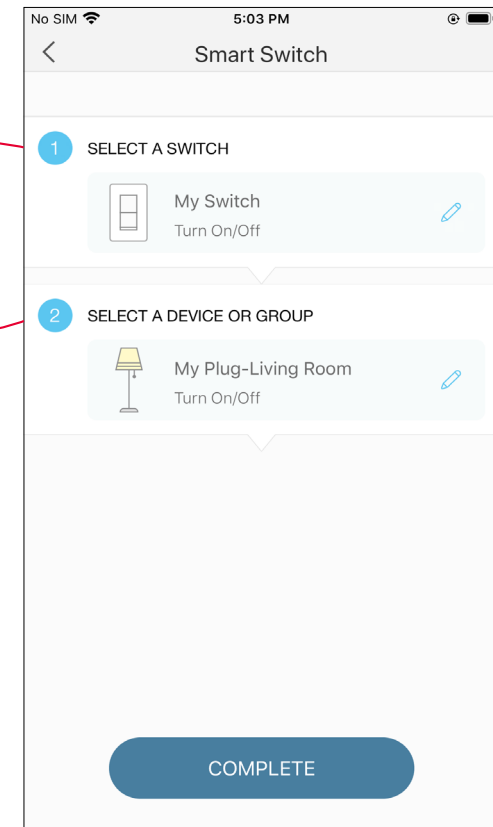 No SIM 5:03 PM
Smart Switch
1 SELECT A SWITCH
My Switch
Turn On/Off
2 SELECT A DEVICE OR GROUP
My Plug-Living Room
Turn On/Off
COMPLETE